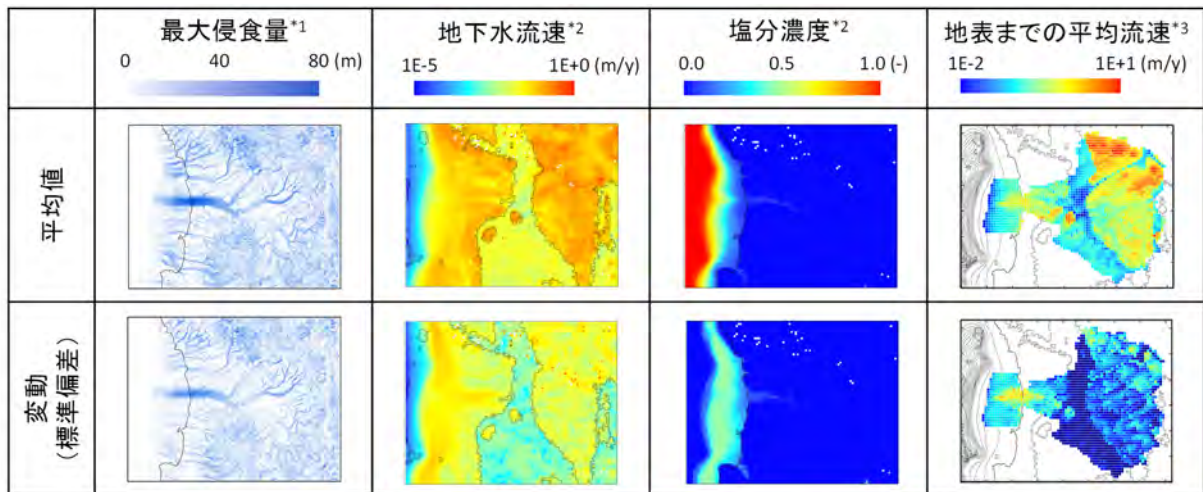 最大侵食量*1
0 40 80 (m)
地下水流速*2
1E-5 1E+0 (m/y)
塩分濃度*2
0.0 0.5 1.0 (-)
地表までの平均流速*3
1E-2 1E+1 (m/y)
平均値
変動
(標準偏差)